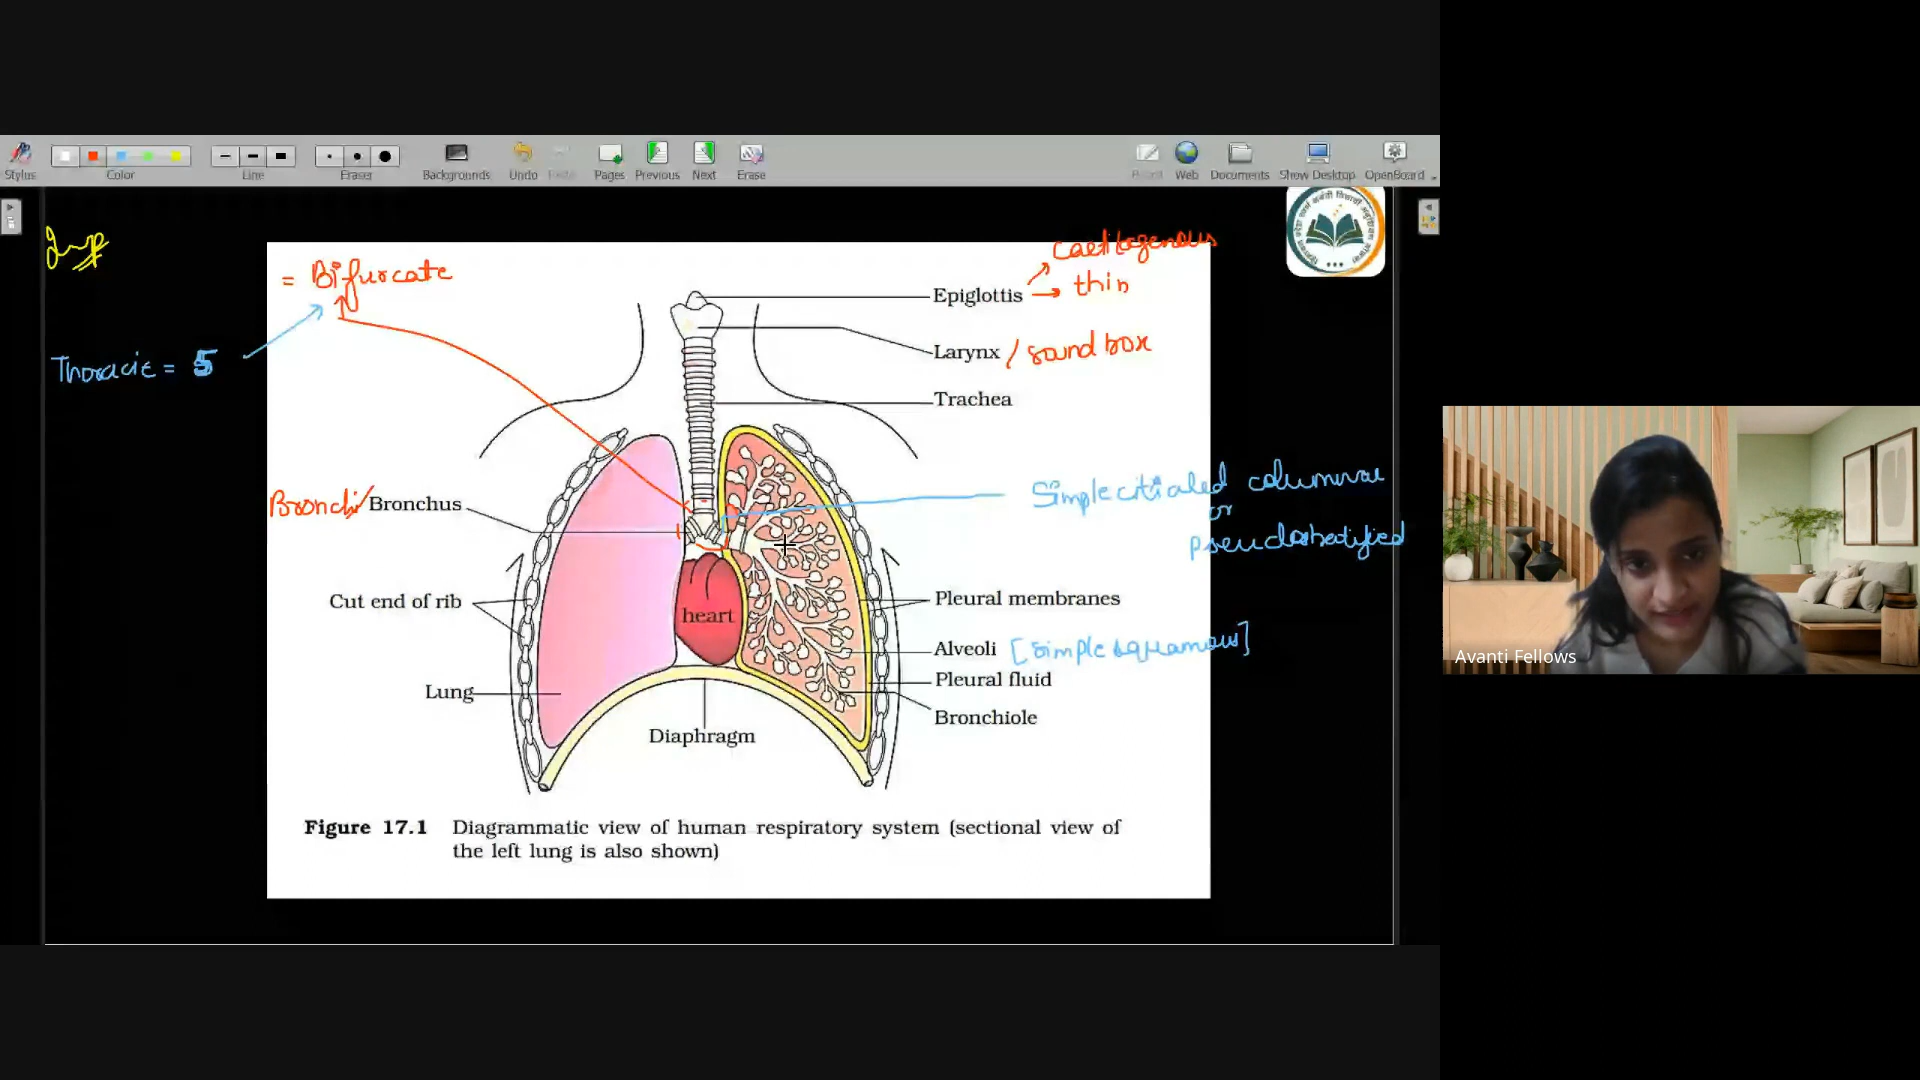 Stylus
Color
Line
Eraser
Backgrounds
Undo
Pages
Previous
Next
Erase
Board
Web
Documents
Show Desktop
OpenBoard
Imp
= Bifurcate
Thoracic = 5
cartilogenous
Epiglottis → thin
Larynx / sound box
Trachea
Bronchi/ Bronchus
Simple ciliated columnar
or
pseudostratified
Cut end of rib
heart
Pleural membranes
Alveoli [simple squamous]
Lung
Pleural fluid
Bronchiole
Diaphragm
Figure 17.1 Diagrammatic view of human respiratory system (sectional view of
the left lung is also shown)
Avanti Fellows